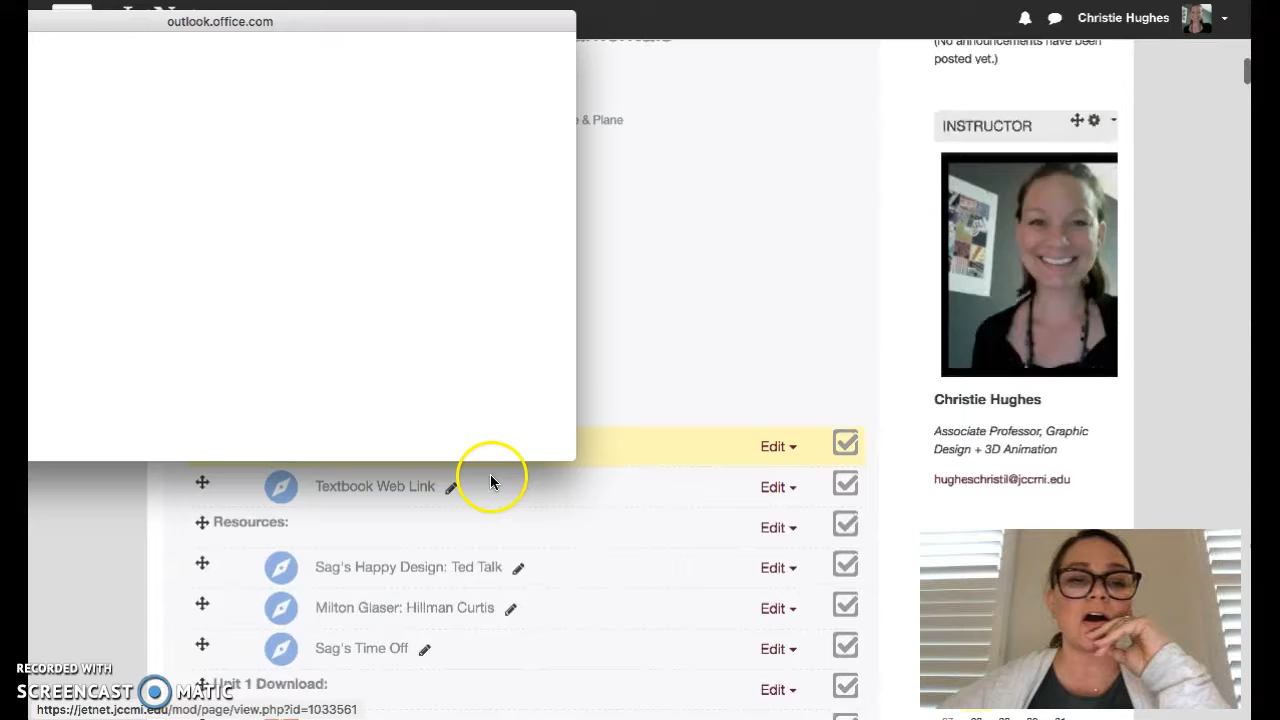 outlook.office.com
Christie Hughes
(No announcements have been
posted yet.)
e & Plane
INSTRUCTOR
Christie Hughes
Associate Professor, Graphic
Design + 3D Animation
hugheschristil@jccmi.edu
Edit
Textbook Web Link
Edit
Resources:
Edit
Sag's Happy Design: Ted Talk
Edit
Milton Glaser: Hillman Curtis
Edit
Sag's Time Off
Edit
Unit 1 Download:
Edit
RECORDED WITH
SCREENCAST MATIC
https://jetnet.jccmi.edu/mod/page/view.php?id=1033561